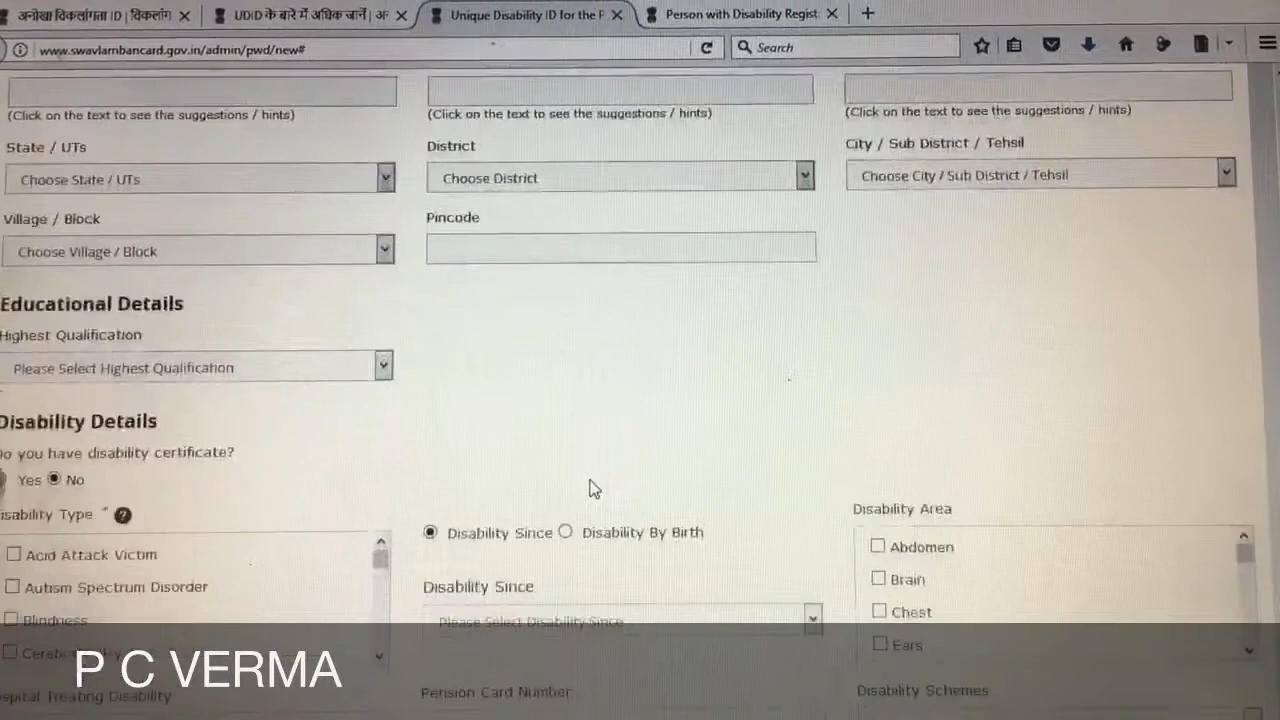 अनोखा विकलांगता ID | विकलांग × UDID के बारे में अधिक जानें | अन × Unique Disability ID for the P × Person with Disability Regist × +
www.swavlambancard.gov.in/admin/pwd/new# Search
(Click on the text to see the suggestions / hints) (Click on the text to see the suggestions / hints) (Click on the text to see the suggestions / hints)
State / UTs District City / Sub District / Tehsil
Choose State / UTs Choose District Choose City / Sub District / Tehsil
Village / Block Pincode
Choose Village / Block
Educational Details
Highest Qualification
Please Select Highest Qualification
Disability Details
Do you have disability certificate?
Yes No
isability Type * ? Disability Since Disability By Birth Disability Area
Acid Attack Victim Abdomen
Autism Spectrum Disorder Disability Since Brain
Blindness Please Select Disability Since Chest
Ears
P C VERMA
spital Treating Disability Pension Card Number Disability Schemes